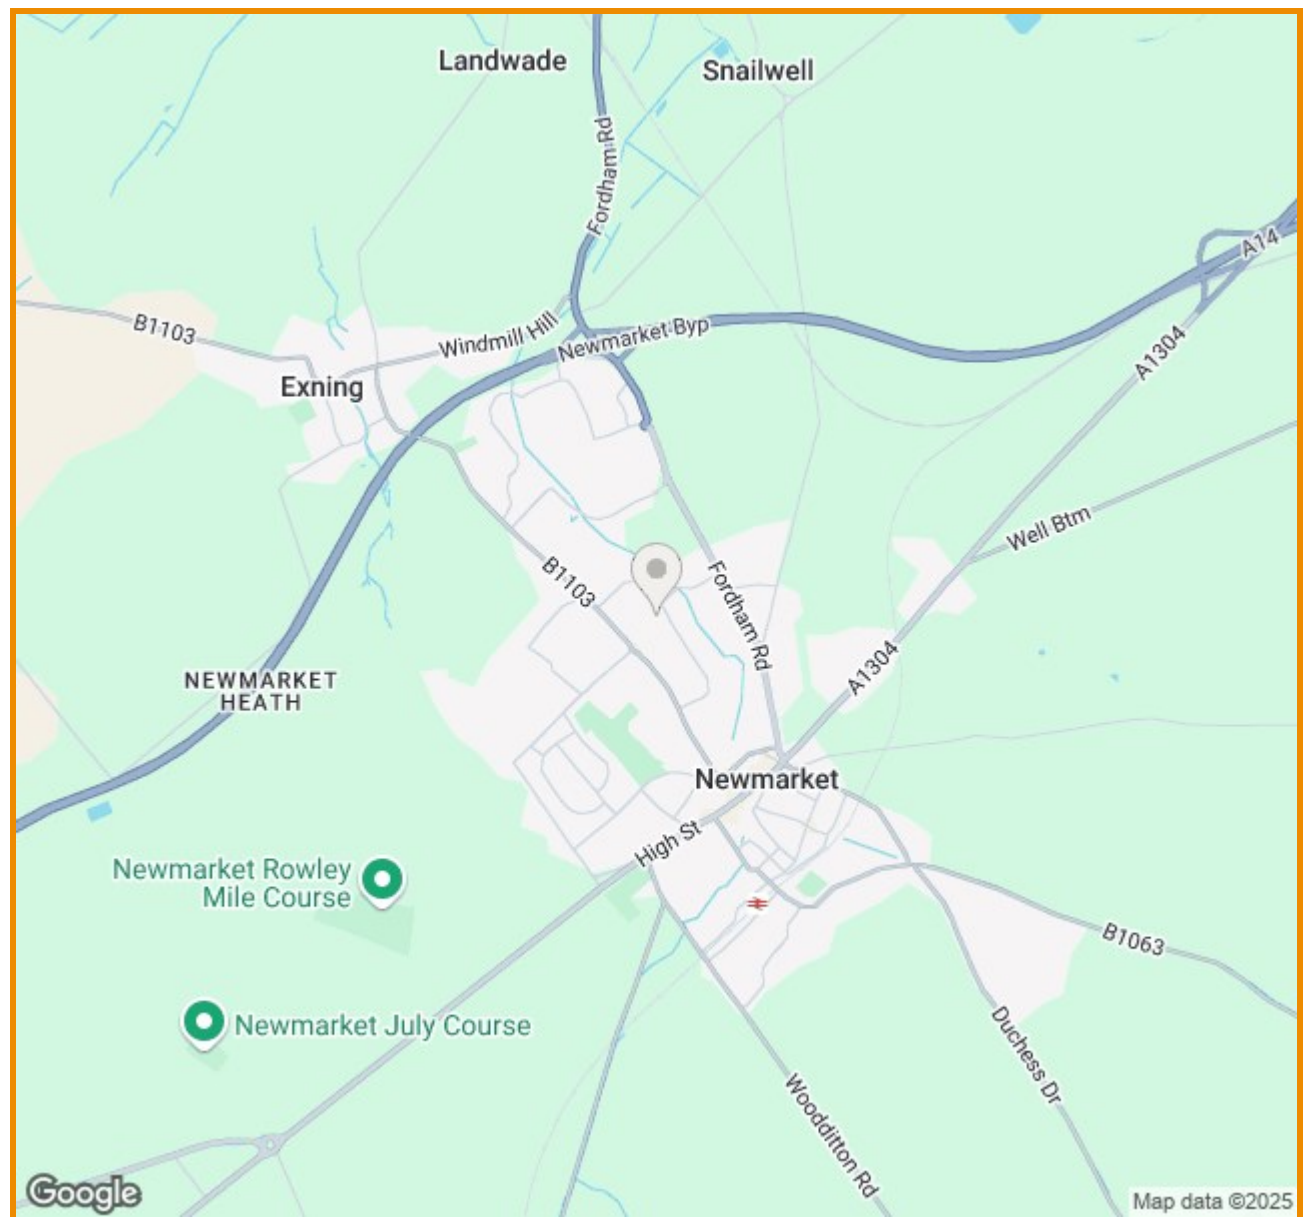 Landwade
Snailwell
Fordham Rd
A14
B1103
Windmill Hill
Newmarket Byp
A1304
Exning
Well Btm
B1103
Fordham Rd
A1304
NEWMARKET
HEATH
Newmarket
High St
Newmarket Rowley
Mile Course
B1063
Newmarket July Course
Duchess Dr
Woodditton Rd
Google
Map data ©2025